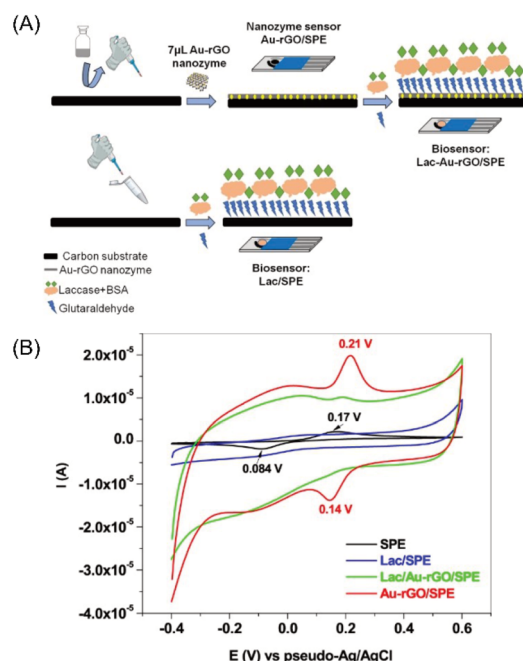 (A)
7μL Au-rGO
nanozyme
Nanozyme sensor
Au-rGO/SPE
Biosensor:
Lac-Au-rGO/SPE
Biosensor:
Lac/SPE
Carbon substrate
Au-rGO nanozyme
Laccase+BSA
Glutaraldehyde
(B)
I (A)
2.0x10⁻⁵
1.0x10⁻⁵
0.0
-1.0x10⁻⁵
-2.0x10⁻⁵
-3.0x10⁻⁵
-4.0x10⁻⁵
0.21 V
0.17 V
0.084 V
0.14 V
SPE
Lac/SPE
Lac/Au-rGO/SPE
Au-rGO/SPE
-0.4 -0.2 0.0 0.2 0.4 0.6
E (V) vs pseudo-Ag/AgCl